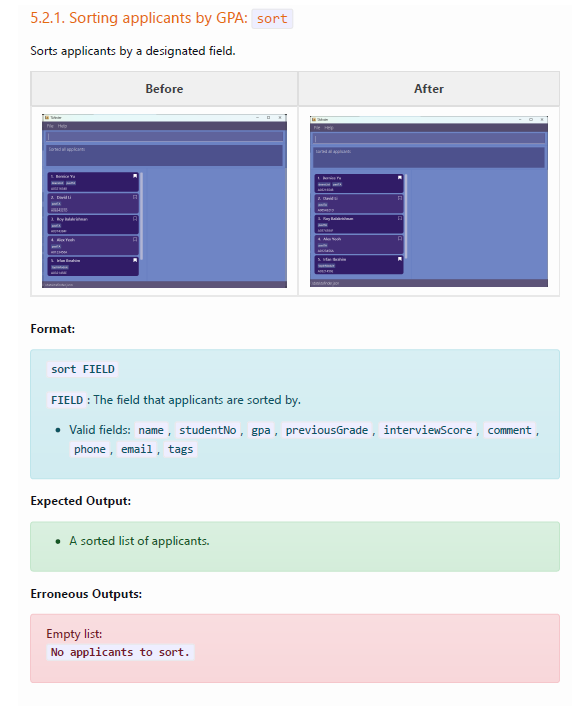 5.2.1. Sorting applicants by GPA: sort
Sorts applicants by a designated field.
Before
After
File Help
Sorted all applicants
1. Bernice Yu
2. David Li
3. Roy Balakrishnan
4. Alex Yeoh
5. Irfan Ibrahim
File Help
Sorted all applicants
1. Bernice Yu
2. David Li
3. Roy Balakrishnan
4. Alex Yeoh
5. Irfan Ibrahim
Format:
sort FIELD
FIELD : The field that applicants are sorted by.
• Valid fields: name , studentNo , gpa , previousGrade , interviewScore , comment ,
phone , email , tags
Expected Output:
• A sorted list of applicants.
Erroneous Outputs:
Empty list:
No applicants to sort.